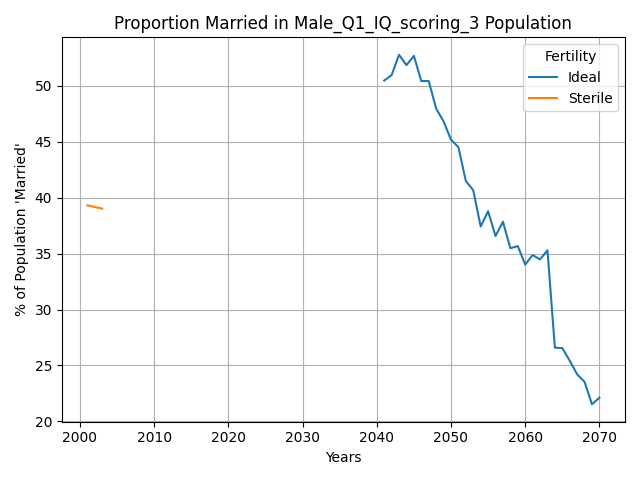 Proportion Married in Male_Q1_IQ_scoring_3 Population
Fertility
Ideal
Sterile
% of Population 'Married'
50
45
40
35
30
25
20
2000 2010 2020 2030 2040 2050 2060 2070
Years